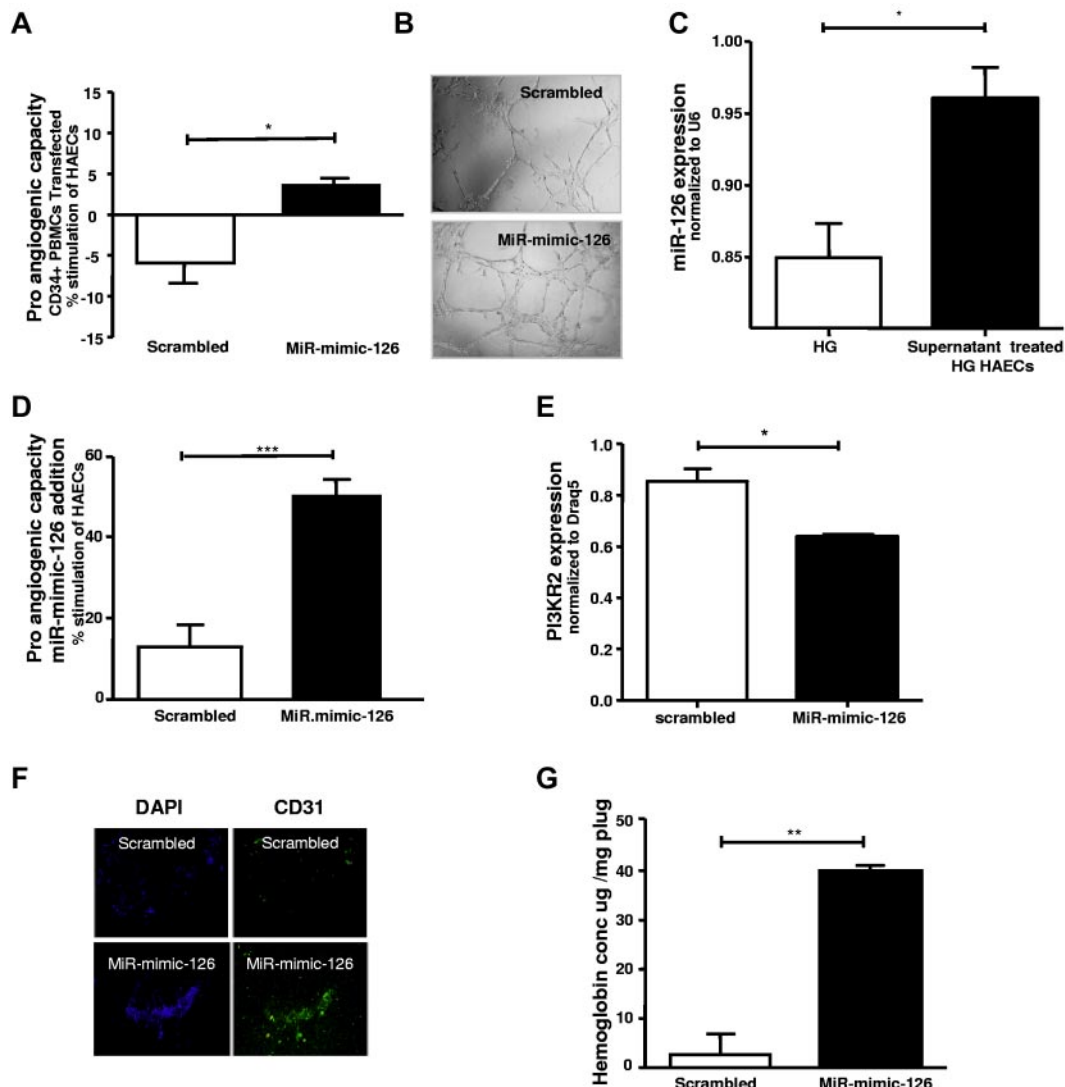 A
Pro angiogenic capacity
CD34+ PBMCs Transfected
% stimulation of HAECs
15
10
5
0
-5
-10
-15
*
Scrambled
MiR-mimic-126
B
Scrambled
MiR-mimic-126
C
miR-126 expression
normalized to U6
1.00
0.95
0.90
0.85
*
HG
Supernatant treated
HG HAECs
D
Pro angiogenic capacity
miR-mimic-126 addition
% stimulation of HAECs
60
40
20
0
***
Scrambled
MiR.mimic-126
E
PI3KR2 expression
normalized to Draq5
1.0
0.8
0.6
0.4
0.2
0.0
*
scrambled
MiR-mimic-126
F
DAPI
CD31
Scrambled
Scrambled
MiR-mimic-126
MiR-mimic-126
G
Hemoglobin conc ug /mg plug
50
40
30
20
10
0
**
Scrambled
MiR-mimic-126